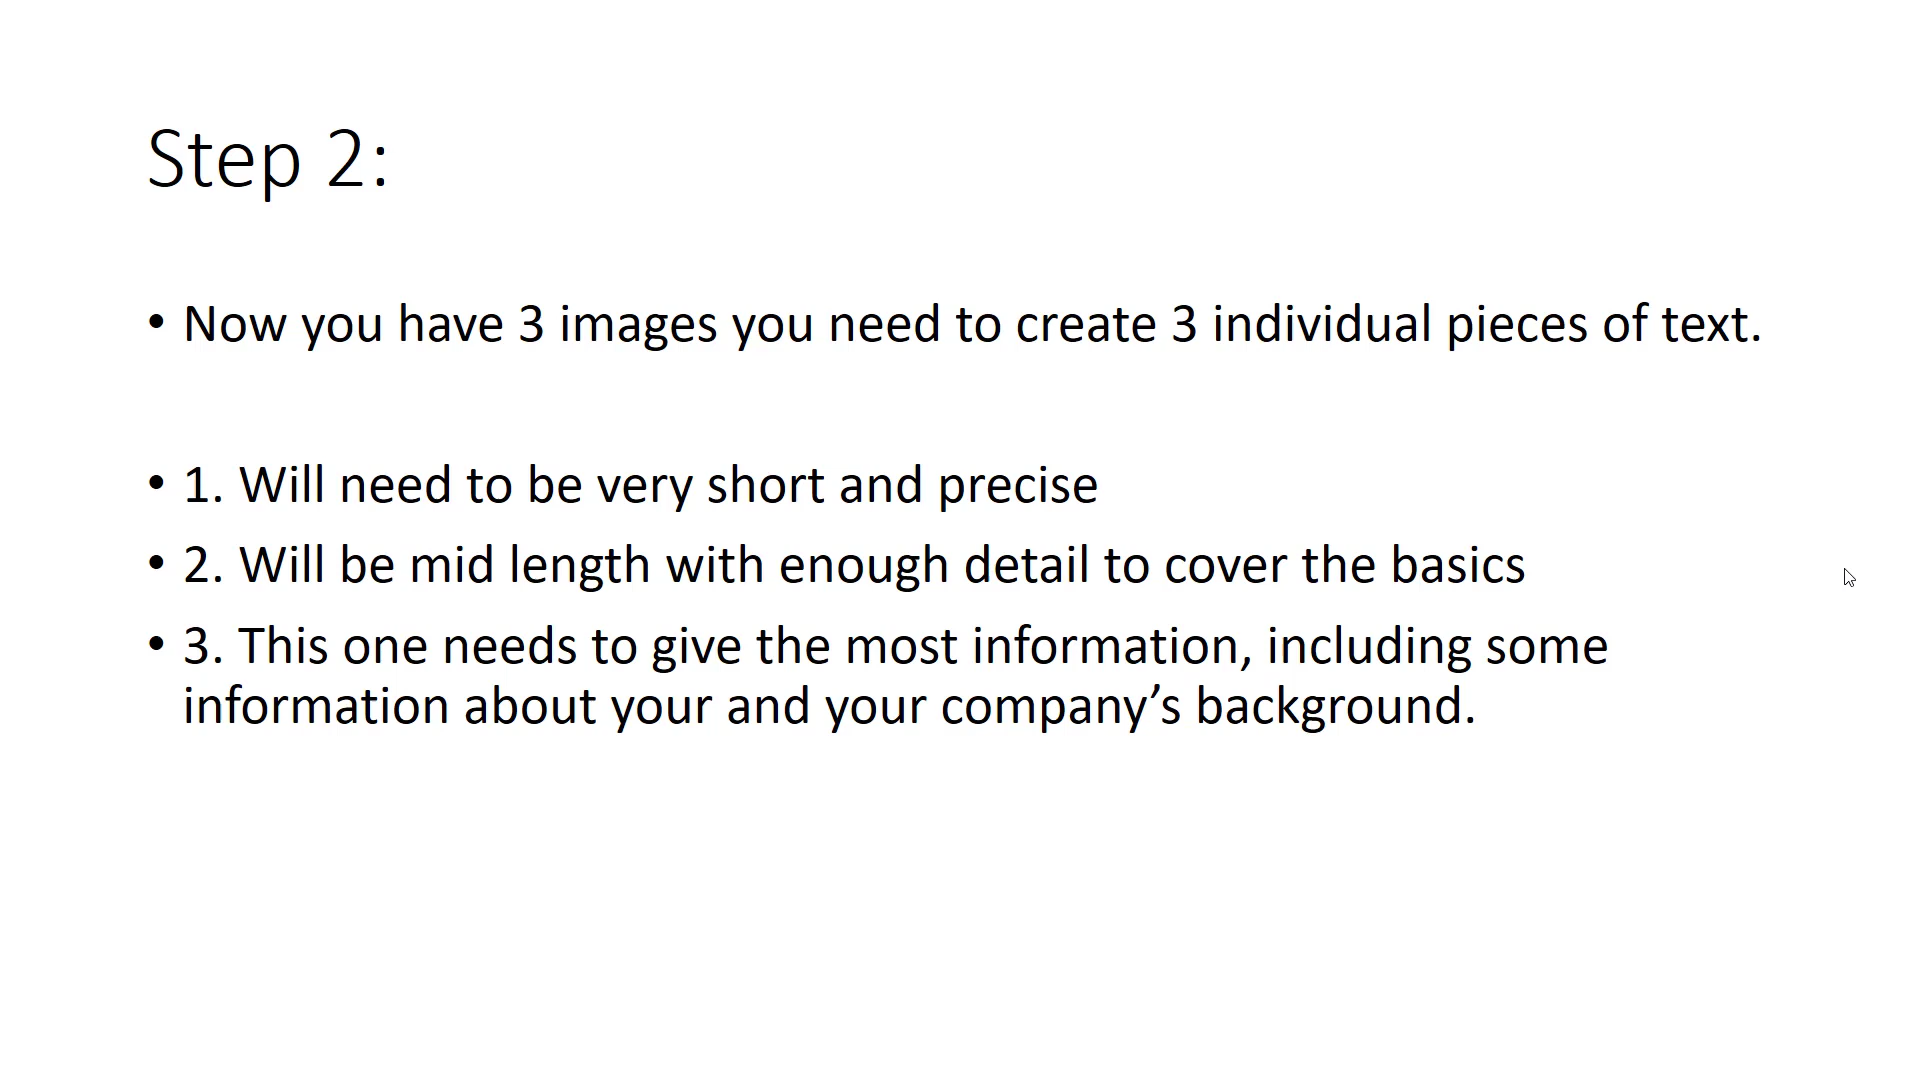 Step 2:
• Now you have 3 images you need to create 3 individual pieces of text.
• 1. Will need to be very short and precise
• 2. Will be mid length with enough detail to cover the basics
• 3. This one needs to give the most information, including some
information about your and your company’s background.